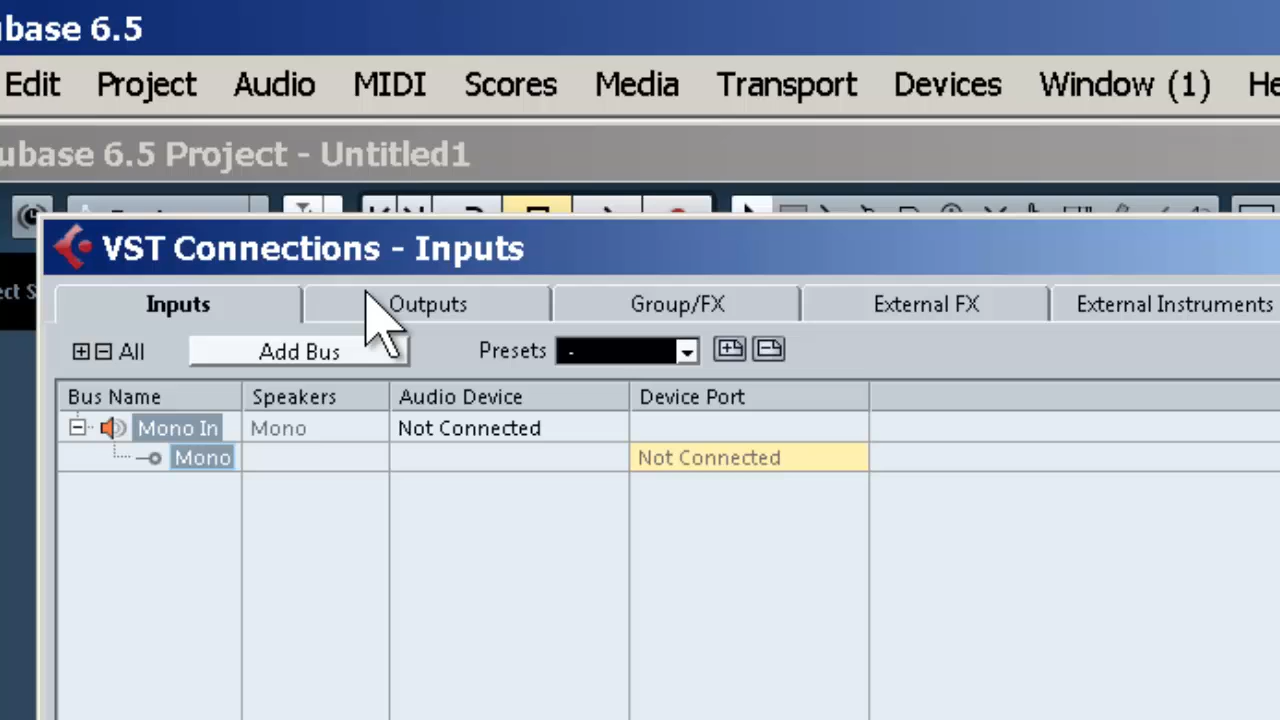 ubase 6.5
Edit Project Audio MIDI Scores Media Transport Devices Window (1) He
ubase 6.5 Project - Untitled1
ect S
VST Connections - Inputs
Inputs Outputs Group/FX External FX External Instruments
All Add Bus Presets -
Bus Name Speakers Audio Device Device Port
Mono In Mono Not Connected
Mono Not Connected